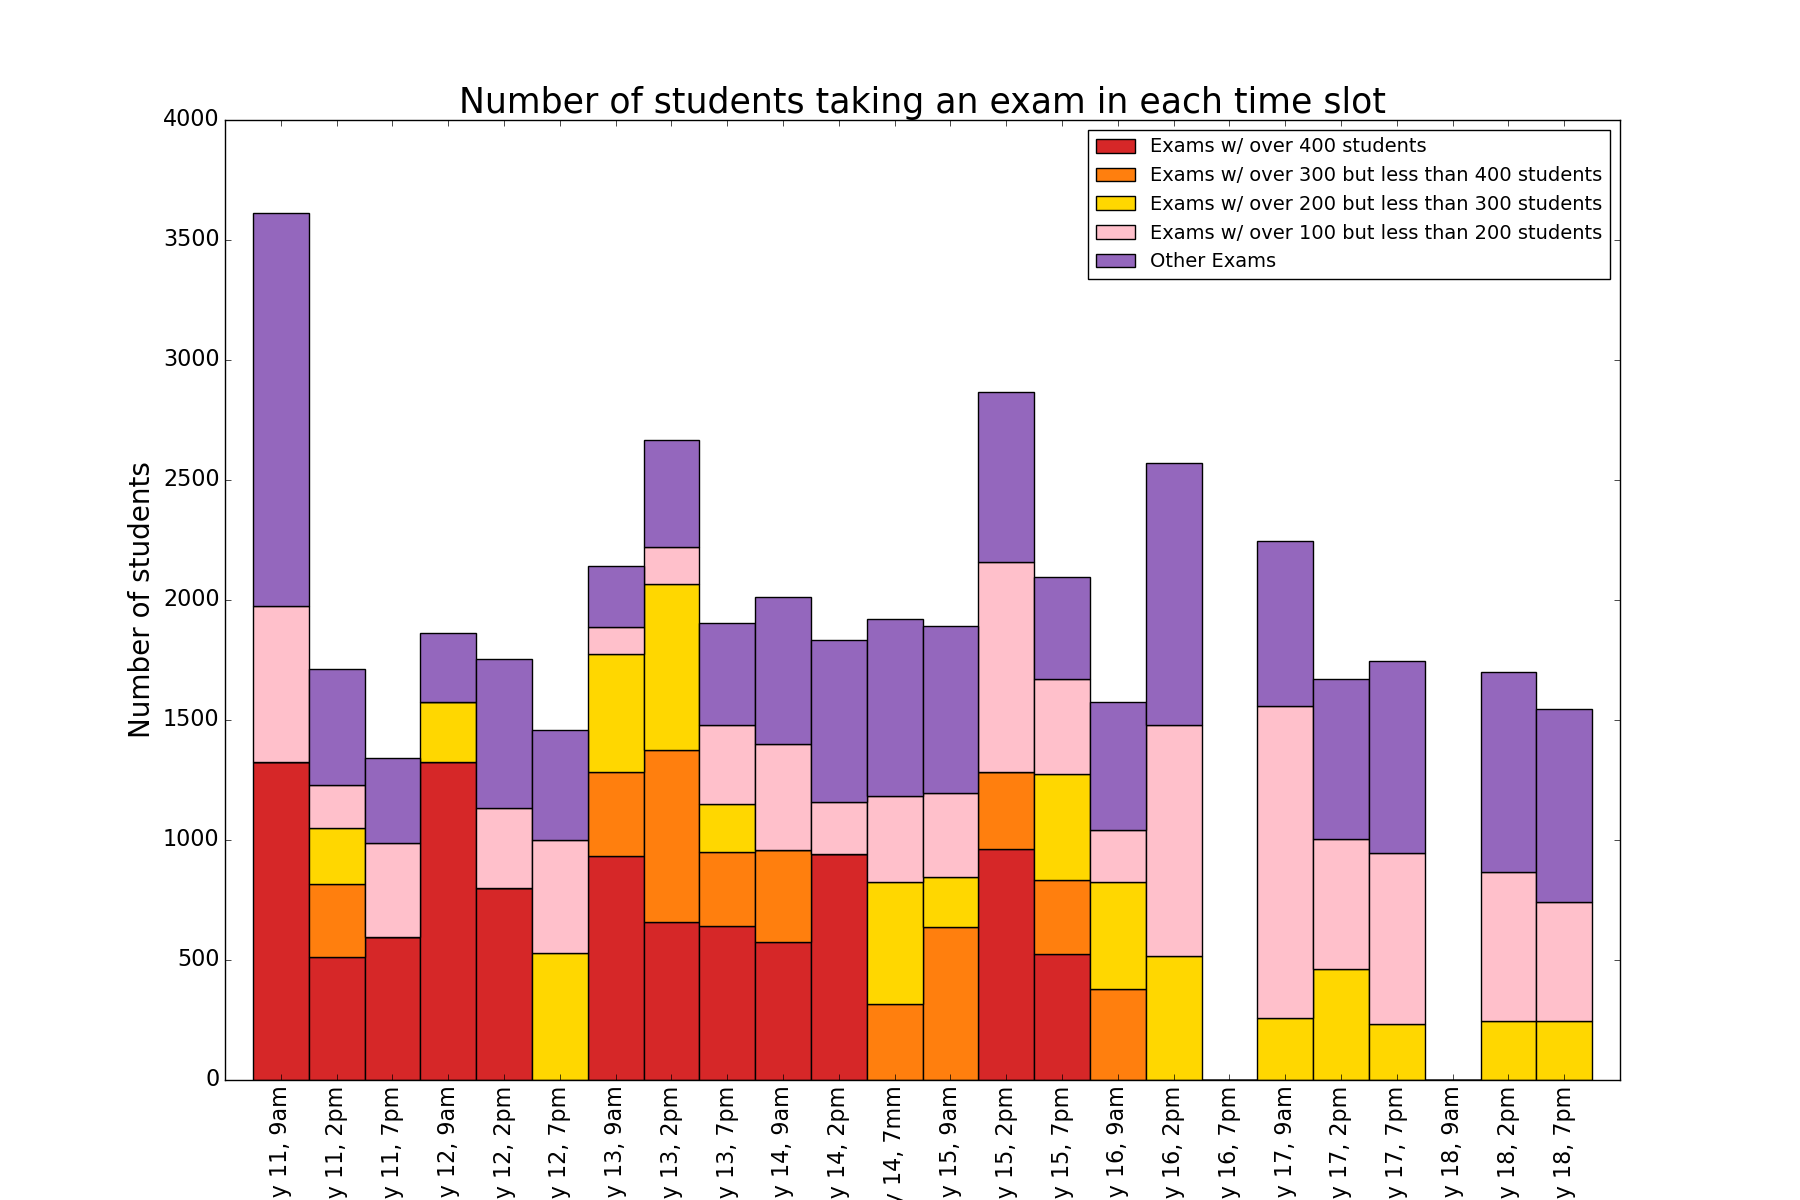 Number of students taking an exam in each time slot
Exams w/ over 400 students
Exams w/ over 300 but less than 400 students
Exams w/ over 200 but less than 300 students
Exams w/ over 100 but less than 200 students
Other Exams
Number of students
4000
3500
3000
2500
2000
1500
1000
500
0
y 11, 9am
y 11, 2pm
y 11, 7pm
y 12, 9am
y 12, 2pm
y 12, 7pm
y 13, 9am
y 13, 2pm
y 13, 7pm
y 14, 9am
y 14, 2pm
y 14, 7mm
y 15, 9am
y 15, 2pm
y 15, 7pm
y 16, 9am
y 16, 2pm
y 16, 7pm
y 17, 9am
y 17, 2pm
y 17, 7pm
y 18, 9am
y 18, 2pm
y 18, 7pm